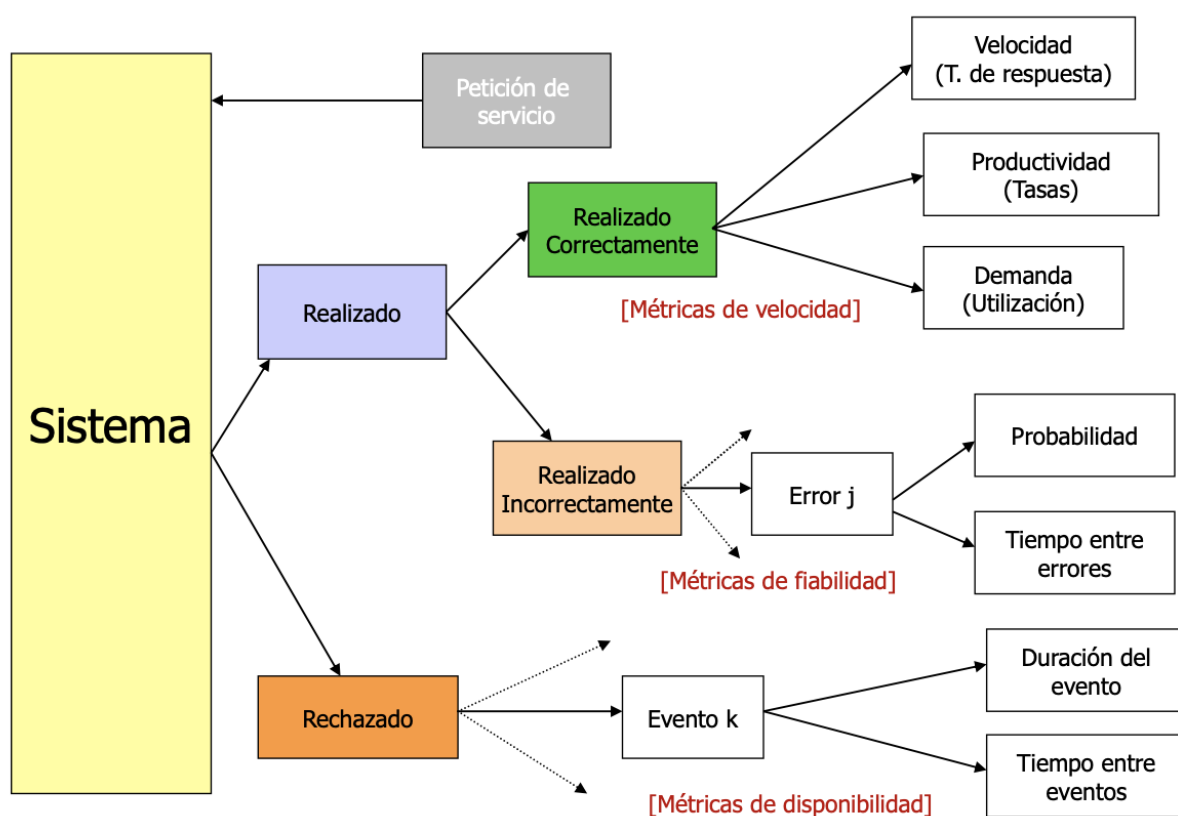 Velocidad
(T. de respuesta)
Petición de
servicio
Productividad
(Tasas)
Realizado
Correctamente
Demanda
(Utilización)
[Métricas de velocidad]
Realizado
Sistema
Probabilidad
Realizado
Incorrectamente
Error j
Tiempo entre
errores
[Métricas de fiabilidad]
Duración del
evento
Rechazado
Evento k
Tiempo entre
eventos
[Métricas de disponibilidad]